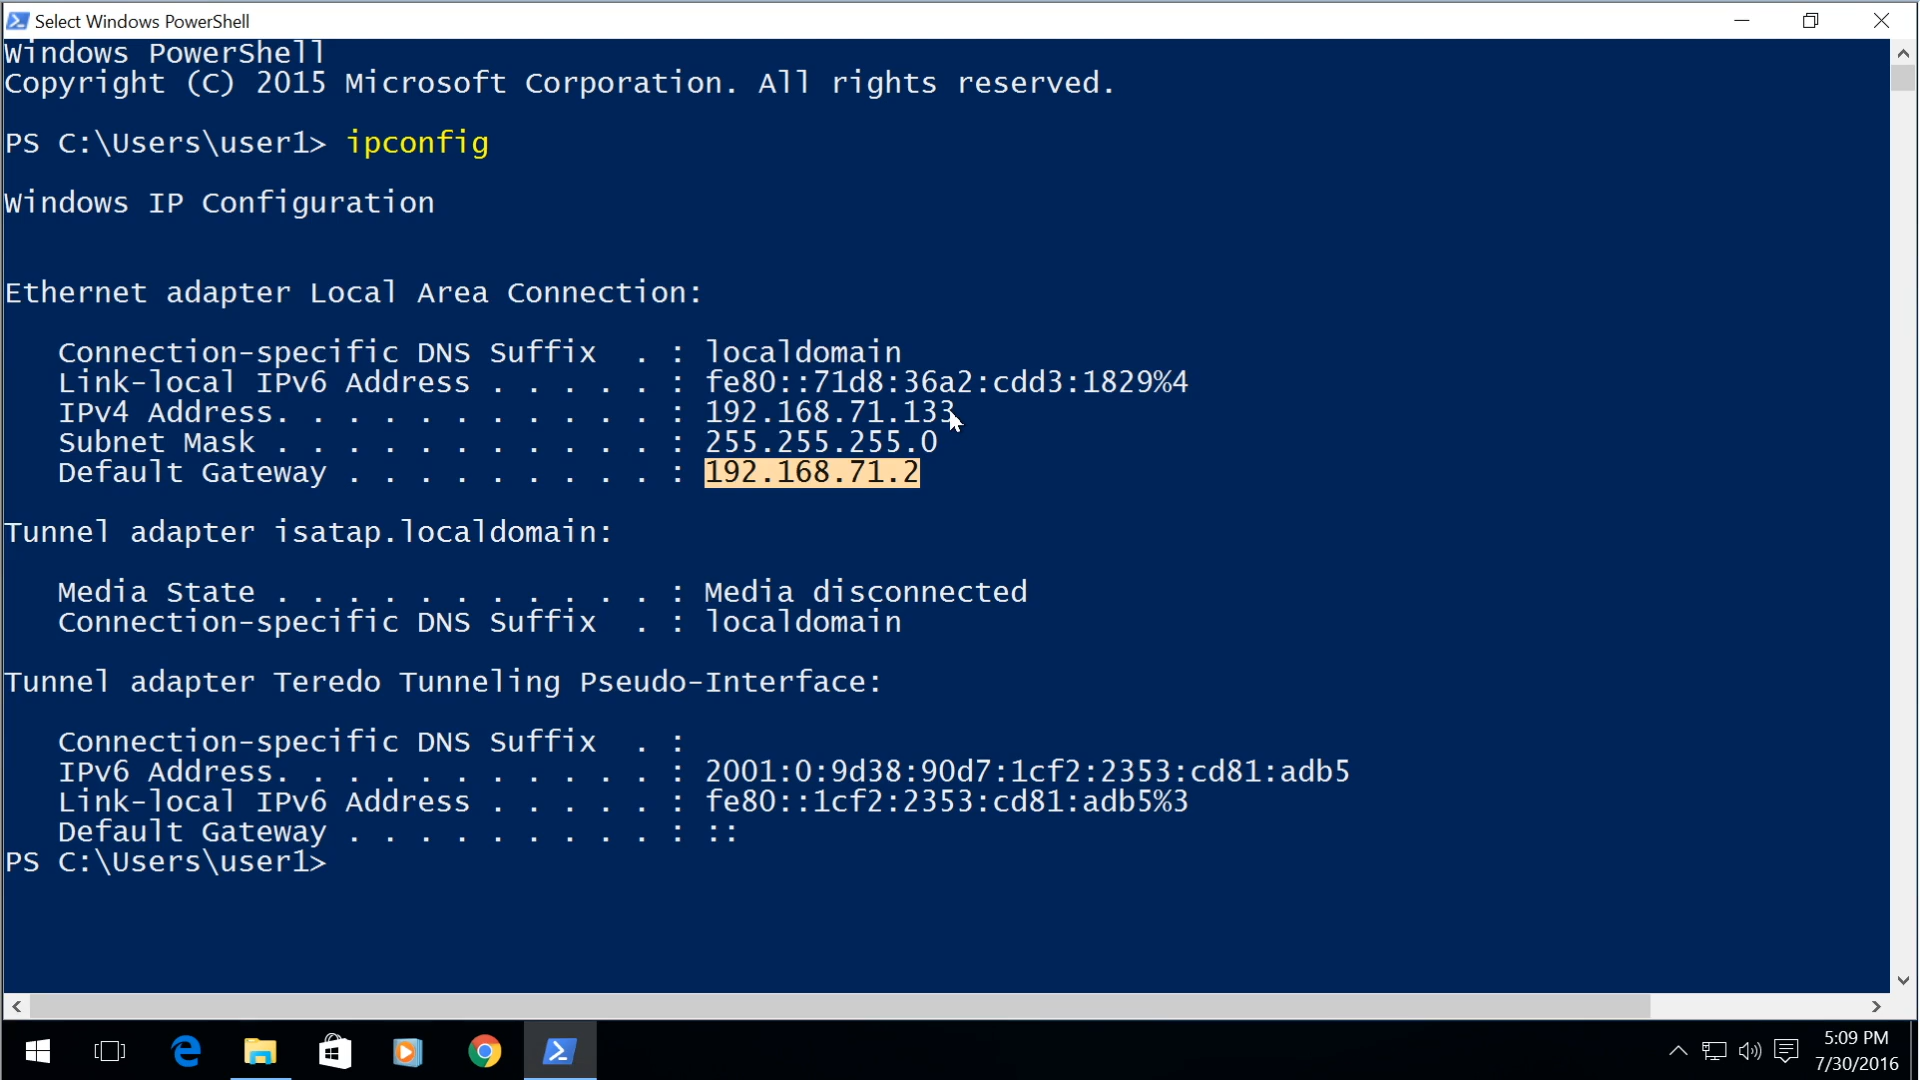 Select Windows PowerShell
Windows PowerShell
Copyright (C) 2015 Microsoft Corporation. All rights reserved.
PS C:\Users\user1> ipconfig
Windows IP Configuration
Ethernet adapter Local Area Connection:
Connection-specific DNS Suffix  . : localdomain
Link-local IPv6 Address . . . . . : fe80::71d8:36a2:cdd3:1829%4
IPv4 Address. . . . . . . . . . . : 192.168.71.133
Subnet Mask . . . . . . . . . . . : 255.255.255.0
Default Gateway . . . . . . . . . : 192.168.71.2
Tunnel adapter isatap.localdomain:
Media State . . . . . . . . . . . : Media disconnected
Connection-specific DNS Suffix  . : localdomain
Tunnel adapter Teredo Tunneling Pseudo-Interface:
Connection-specific DNS Suffix  . :
IPv6 Address. . . . . . . . . . . : 2001:0:9d38:90d7:1cf2:2353:cd81:adb5
Link-local IPv6 Address . . . . . : fe80::1cf2:2353:cd81:adb5%3
Default Gateway . . . . . . . . . : ::
PS C:\Users\user1>
5:09 PM
7/30/2016